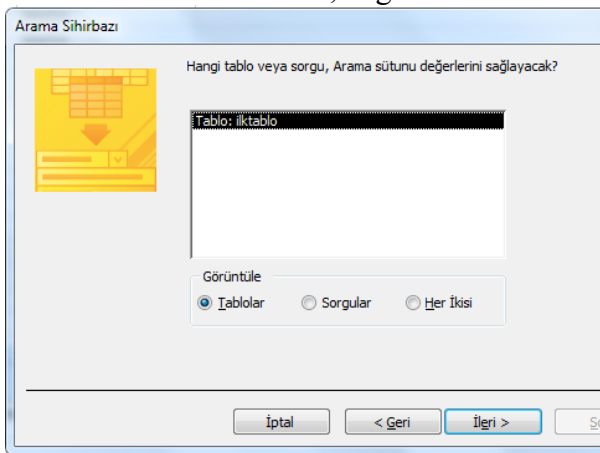 Arama Sihirbazı
Hangi tablo veya sorgu, Arama sütunu değerlerini sağlayacak?
Tablo: ilktablo
Görüntüle
Tablolar Sorgular Her İkisi
İptal < Geri İleri >